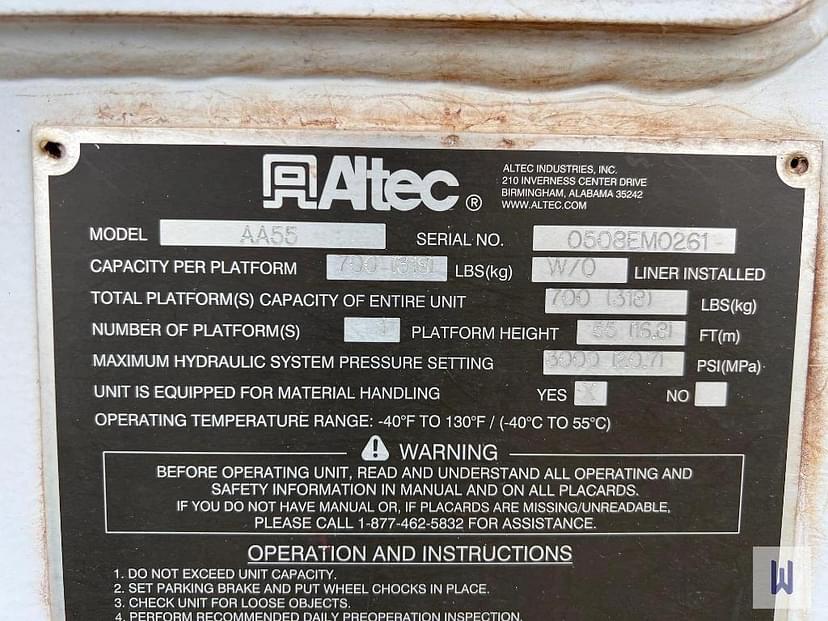 Altec ®
ALTEC INDUSTRIES, INC.
210 INVERNESS CENTER DRIVE
BIRMINGHAM, ALABAMA 35242
WWW.ALTEC.COM
MODEL AA55 SERIAL NO. 0508EM0261
CAPACITY PER PLATFORM 700 (318) LBS(kg) W/O LINER INSTALLED
TOTAL PLATFORM(S) CAPACITY OF ENTIRE UNIT 700 (318) LBS(kg)
NUMBER OF PLATFORM(S) 1 PLATFORM HEIGHT 55 (16.8) FT(m)
MAXIMUM HYDRAULIC SYSTEM PRESSURE SETTING 3000 (20.7) PSI(MPa)
UNIT IS EQUIPPED FOR MATERIAL HANDLING YES X NO
OPERATING TEMPERATURE RANGE: -40°F TO 130°F / (-40°C TO 55°C)
WARNING
BEFORE OPERATING UNIT, READ AND UNDERSTAND ALL OPERATING AND
SAFETY INFORMATION IN MANUAL AND ON ALL PLACARDS.
IF YOU DO NOT HAVE MANUAL OR, IF PLACARDS ARE MISSING/UNREADABLE,
PLEASE CALL 1-877-462-5832 FOR ASSISTANCE.
OPERATION AND INSTRUCTIONS
1. DO NOT EXCEED UNIT CAPACITY.
2. SET PARKING BRAKE AND PUT WHEEL CHOCKS IN PLACE.
3. CHECK UNIT FOR LOOSE OBJECTS.
4. PERFORM RECOMMENDED DAILY PREOPERATION INSPECTION.
W